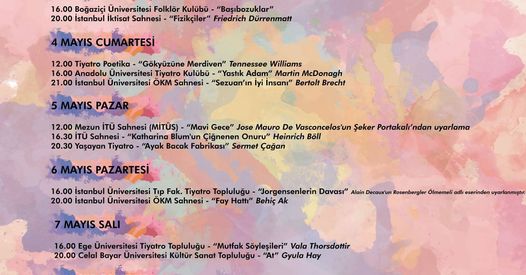 16.00 Boğaziçi Üniversitesi Folklör Kulübü - “Başıbozuklar”
20.00 İstanbul İktisat Sahnesi - “Fizikçiler” Friedrich Dürrenmatt
4 MAYIS CUMARTESİ
12.00 Tiyatro Poetika - “Gökyüzüne Merdiven” Tennessee Williams
16.00 Anadolu Üniversitesi Tiyatro Kulübü - “Yastık Adam” Martin McDonagh
21.00 İstanbul Üniversitesi ÖKM Sahnesi - “Sezuan’ın İyi İnsanı” Bertolt Brecht
5 MAYIS PAZAR
12.00 Mezun İTÜ Sahnesi (MİTÜS) - “Mavi Gece” Jose Mauro De Vasconcelos'un Şeker Portakalı’ndan uyarlama
16.30 İTÜ Sahnesi - “Katharina Blum'un Çiğnenen Onuru” Heinrich Böll
20.30 Yaşayan Tiyatro - “Ayak Bacak Fabrikası” Sermet Çağan
6 MAYIS PAZARTESİ
16.00 İstanbul Üniversitesi Tıp Fak. Tiyatro Topluluğu - “Jorgensenlerin Davası” Alain Decaux'un Rosenbergler Ölmemeli adlı eserinden uyarlanmıştır.
20.00 İstanbul Üniversitesi ÖKM Sahnesi - “Fay Hattı” Behiç Ak
7 MAYIS SALI
16.00 Ege Üniversitesi Tiyatro Topluluğu - “Mutfak Söyleşileri” Vala Thorsdottir
20.00 Celal Bayar Üniversitesi Kültür Sanat Topluluğu - “At” Gyula Hay